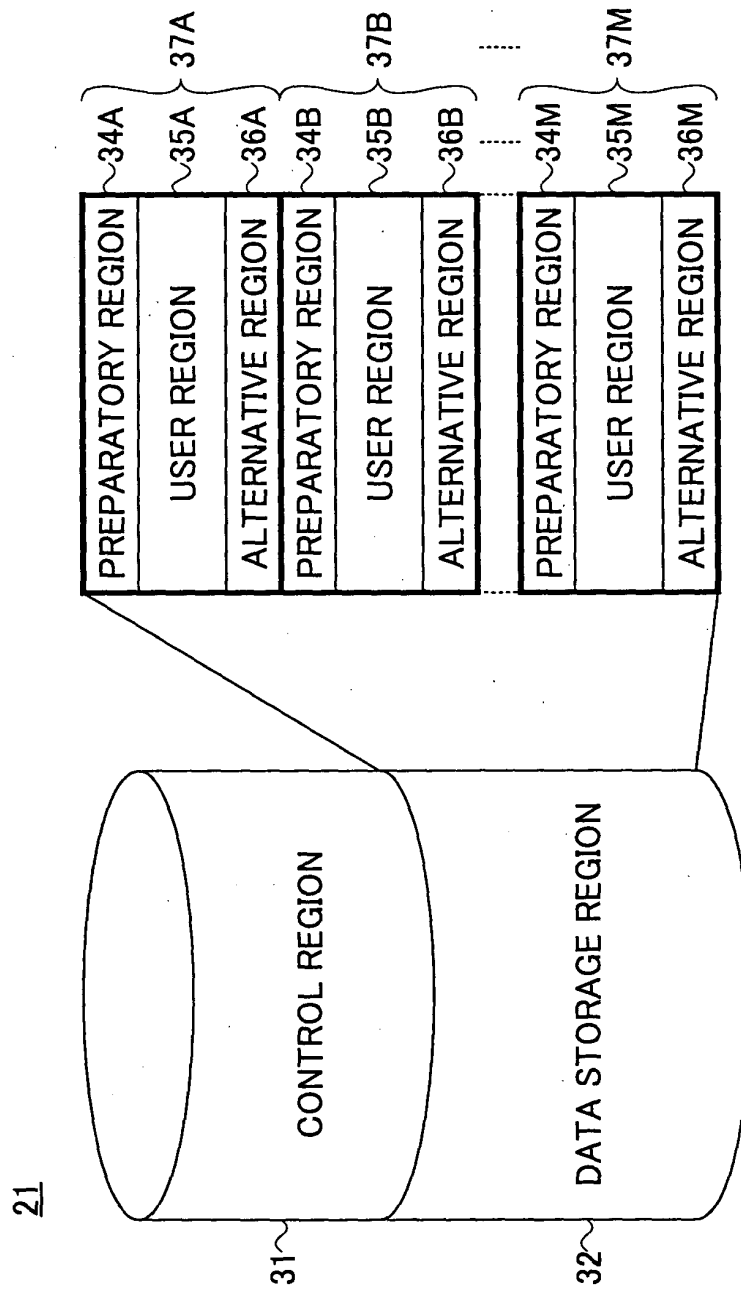 21
31
CONTROL REGION
32
DATA STORAGE REGION
PREPARATORY REGION 34A
USER REGION 35A
ALTERNATIVE REGION 36A
37A
PREPARATORY REGION 34B
USER REGION 35B
ALTERNATIVE REGION 36B
37B
PREPARATORY REGION 34M
USER REGION 35M
ALTERNATIVE REGION 36M
37M